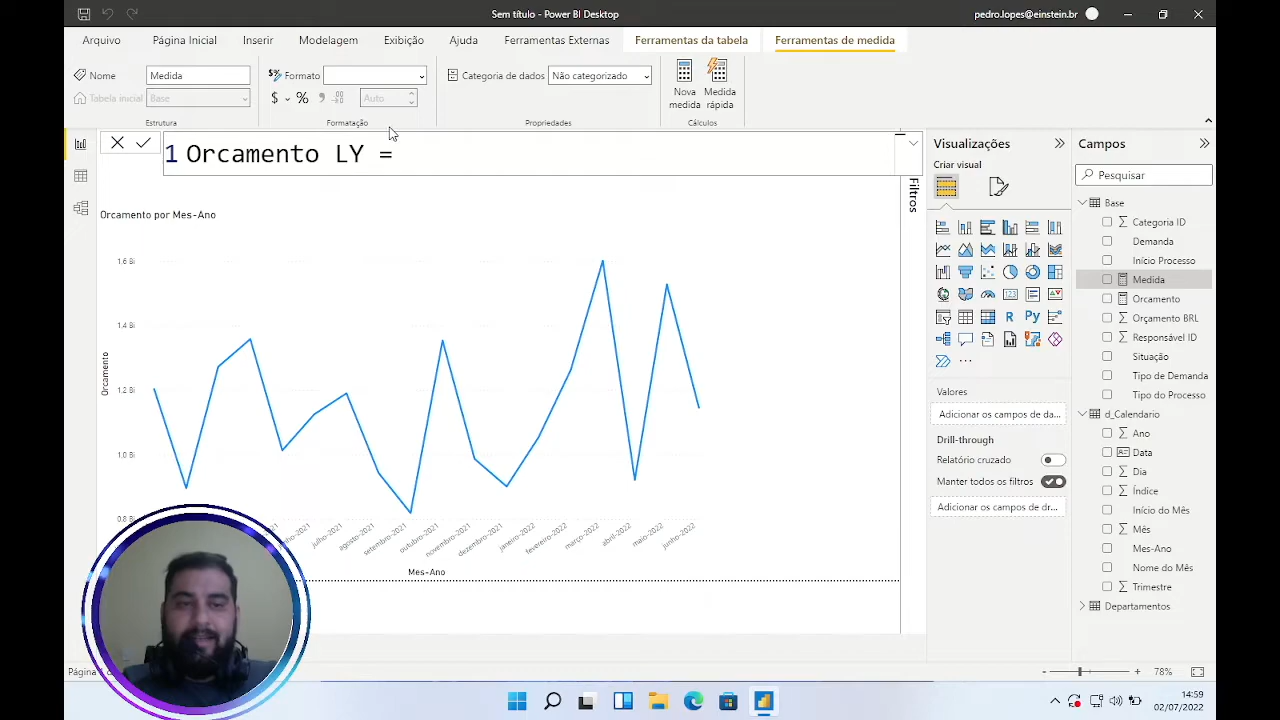 Sem título - Power BI Desktop
pedro.lopes@einstein.br
Arquivo
Página Inicial
Inserir
Modelagem
Exibição
Ajuda
Ferramentas Externas
Ferramentas da tabela
Ferramentas de medida
Nome
Medida
Formato
Categoria de dados
Não categorizado
Tabela inicial
Base
$
%
Auto
Nova
medida
Medida
rápida
Estrutura
Formatação
Propriedades
Cálculos
1 Orcamento LY =
Filtros
Visualizações
Criar visual
R
Py
123
Valores
Adicionar os campos de da...
Drill-through
Relatório cruzado
Manter todos os filtros
Adicionar os campos de dr...
Campos
Pesquisar
Base
Categoria ID
Demanda
Início Processo
Medida
Orcamento
Orçamento BRL
Responsável ID
Situação
Tipo de Demanda
Tipo do Processo
d_Calendario
Ano
Data
Dia
Índice
Início do Mês
Mês
Mes-Ano
Nome do Mês
Trimestre
Departamentos
Orcamento por Mes-Ano
1.6 Bi
1.4 Bi
1.2 Bi
1.0 Bi
0.8 Bi
Orcamento
julho-2021
agosto-2021
setembro-2021
outubro-2021
novembro-2021
dezembro-2021
janeiro-2022
fevereiro-2022
março-2022
abril-2022
maio-2022
junho-2022
Mes-Ano
78%
14:59
02/07/2022